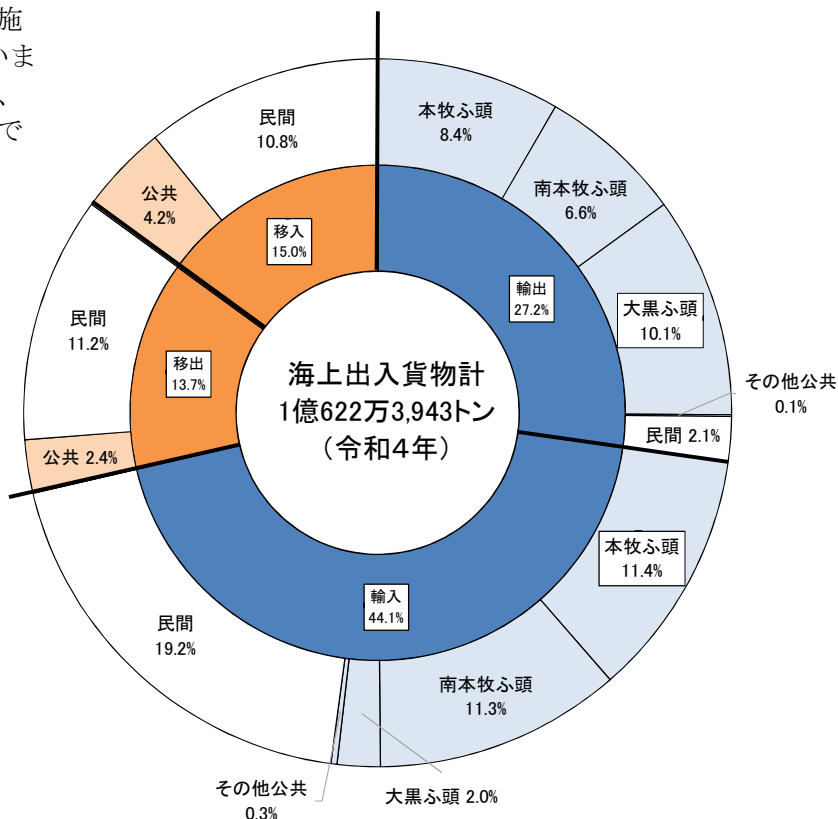 施
いま
、
で
民間
10.8%
本牧ふ頭
8.4%
公共
4.2%
南本牧ふ頭
6.6%
移入
15.0%
輸出
27.2%
民間
11.2%
大黒ふ頭
10.1%
移出
13.7%
海上出入貨物計
1億622万3,943トン
(令和4年)
その他公共
0.1%
民間 2.1%
公共 2.4%
本牧ふ頭
11.4%
輸入
44.1%
民間
19.2%
南本牧ふ頭
11.3%
その他公共
0.3%
大黒ふ頭 2.0%